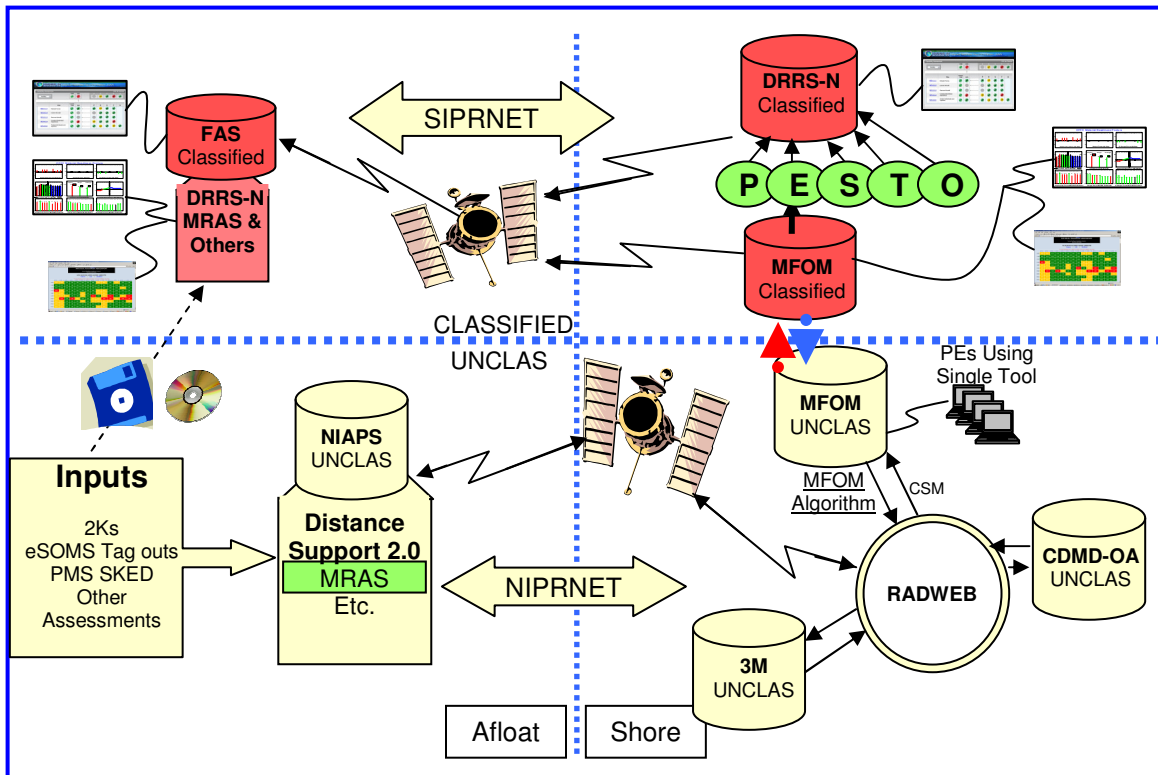 FAS
Classified
DRRS-N
MRAS &
Others
SIPRNET
DRRS-N
Classified
P E S T O
MFOM
Classified
CLASSIFIED
UNCLAS
Inputs
2Ks
eSOMS Tag outs
PMS SKED
Other
Assessments
NIAPS
UNCLAS
Distance
Support 2.0
MRAS
Etc.
NIPRNET
MFOM
UNCLAS
PEs Using
Single Tool
MFOM
Algorithm
CSM
RADWEB
CDMD-OA
UNCLAS
3M
UNCLAS
Afloat
Shore